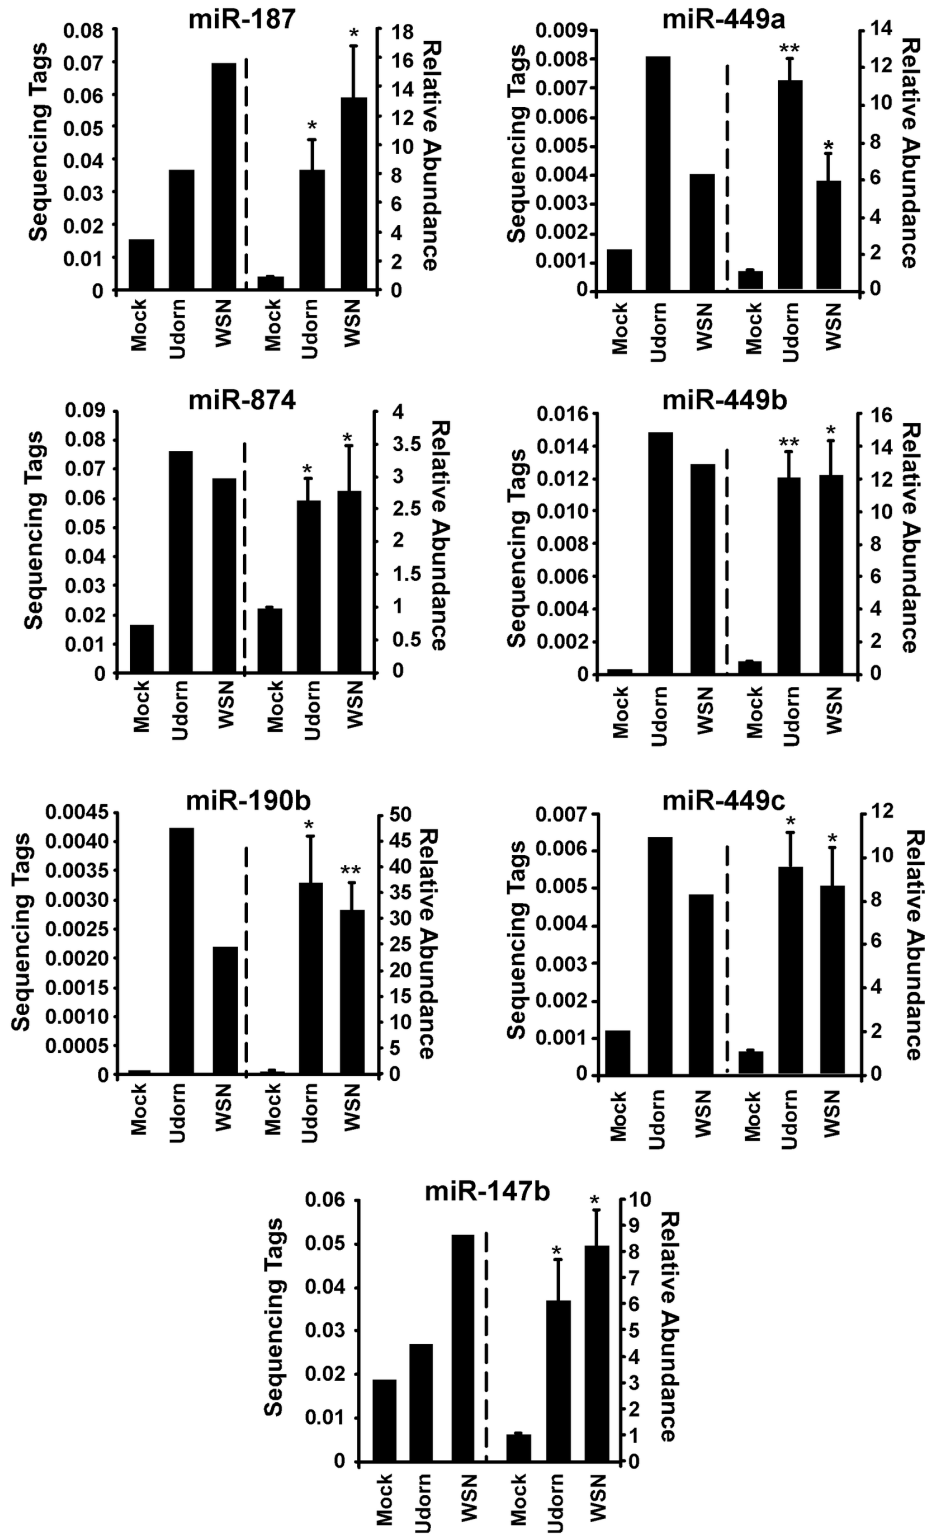 miR-187
Sequencing Tags
0.08
0.07
0.06
0.05
0.04
0.03
0.02
0.01
0
*
*
18
16
14
12
10
8
6
4
2
0
Relative Abundance
Mock
Udorn
WSN
Mock
Udorn
WSN
miR-449a
Sequencing Tags
0.009
0.008
0.007
0.006
0.005
0.004
0.003
0.002
0.001
0
**
*
14
12
10
8
6
4
2
0
Relative Abundance
Mock
Udorn
WSN
Mock
Udorn
WSN
miR-874
Sequencing Tags
0.09
0.08
0.07
0.06
0.05
0.04
0.03
0.02
0.01
0
*
*
4
3.5
3
2.5
2
1.5
1
0.5
0
Relative Abundance
Mock
Udorn
WSN
Mock
Udorn
WSN
miR-449b
Sequencing Tags
0.016
0.014
0.012
0.010
0.008
0.006
0.004
0.002
0
**
*
16
14
12
10
8
6
4
2
0
Relative Abundance
Mock
Udorn
WSN
Mock
Udorn
WSN
miR-190b
Sequencing Tags
0.0045
0.0040
0.0035
0.0030
0.0025
0.0020
0.0015
0.0010
0.0005
0
*
**
50
45
40
35
30
25
20
15
10
5
0
Relative Abundance
Mock
Udorn
WSN
Mock
Udorn
WSN
miR-449c
Sequencing Tags
0.007
0.006
0.005
0.004
0.003
0.002
0.001
0
*
*
12
10
8
6
4
2
0
Relative Abundance
Mock
Udorn
WSN
Mock
Udorn
WSN
miR-147b
Sequencing Tags
0.06
0.05
0.04
0.03
0.02
0.01
0
*
*
10
9
8
7
6
5
4
3
2
1
0
Relative Abundance
Mock
Udorn
WSN
Mock
Udorn
WSN